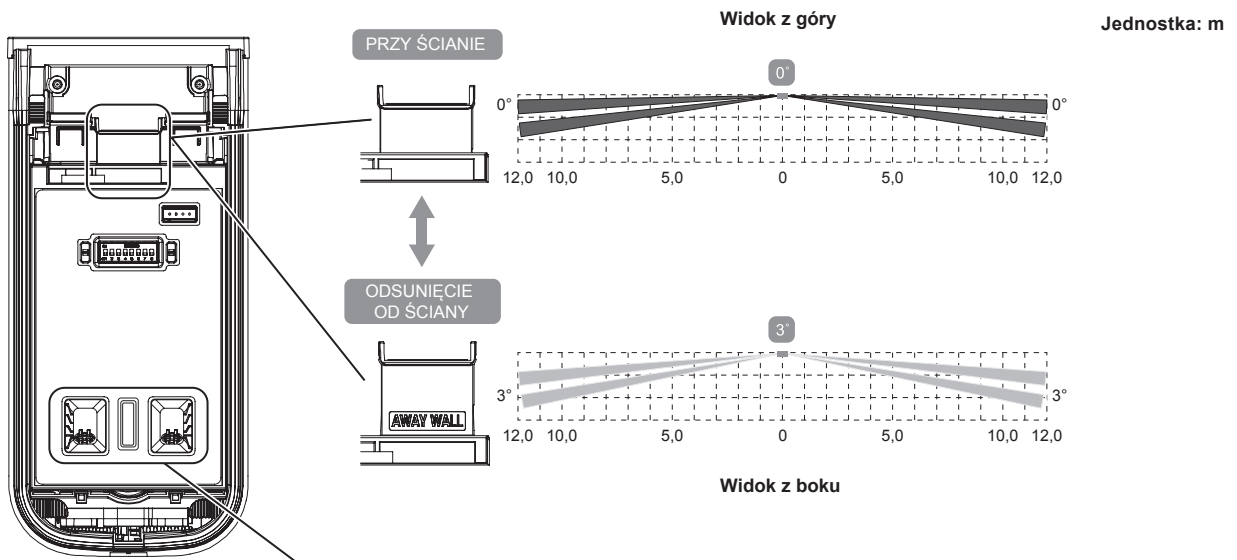 Widok z góry
Jednostka: m
PRZY ŚCIANIE
0°
0° 0°
12,0 10,0 5,0 0 5,0 10,0 12,0
ODSUNIĘCIE
OD ŚCIANY
3°
3° 3°
AWAY WALL
12,0 10,0 5,0 0 5,0 10,0 12,0
Widok z boku